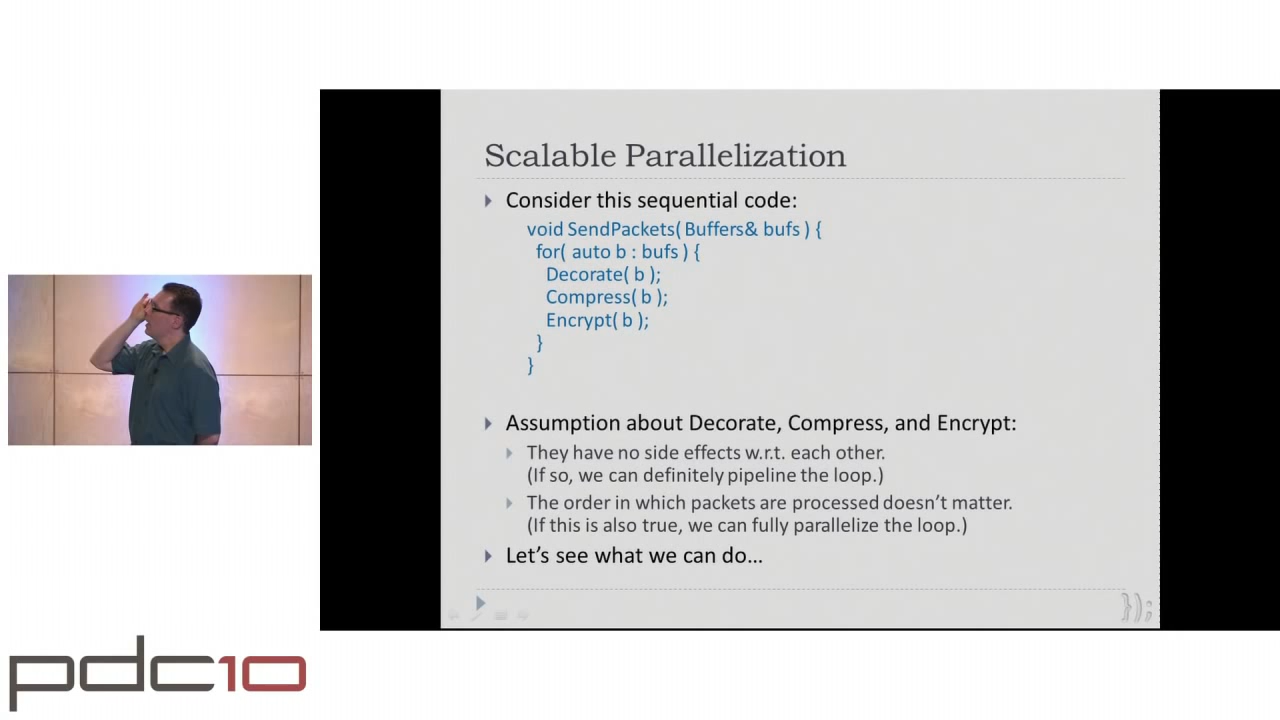 Scalable Parallelization
Consider this sequential code:
void SendPackets( Buffers& bufs ) {
for( auto b : bufs ) {
Decorate( b );
Compress( b );
Encrypt( b );
}
}
Assumption about Decorate, Compress, and Encrypt:
They have no side effects w.r.t. each other.
(If so, we can definitely pipeline the loop.)
The order in which packets are processed doesn't matter.
(If this is also true, we can fully parallelize the loop.)
Let's see what we can do…
});
pdc10